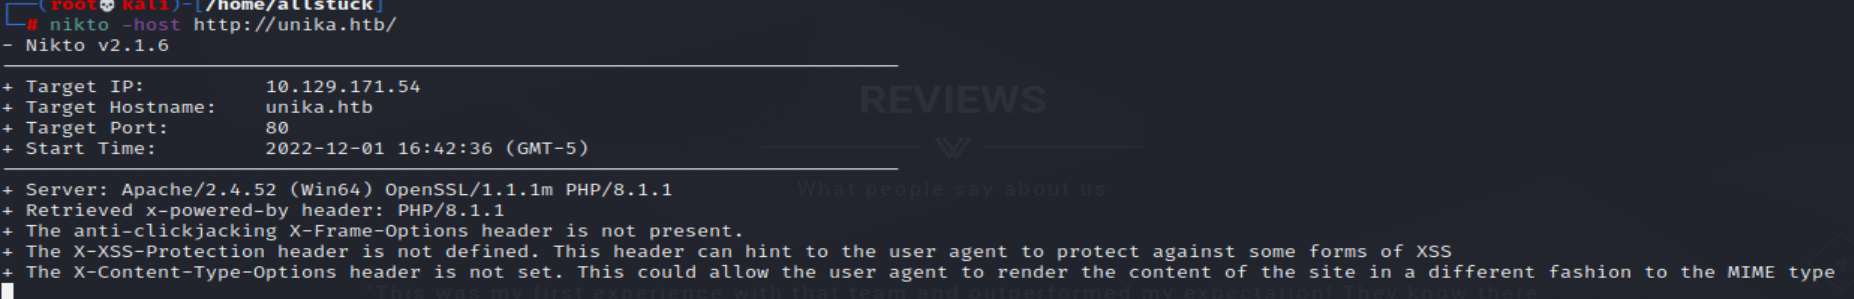 ┌──(root💀kali)-[/home/allstuck]
└─# nikto -host http://unika.htb/
- Nikto v2.1.6
+ Target IP:          10.129.171.54
+ Target Hostname:    unika.htb
+ Target Port:        80
+ Start Time:         2022-12-01 16:42:36 (GMT-5)
+ Server: Apache/2.4.52 (Win64) OpenSSL/1.1.1m PHP/8.1.1
+ Retrieved x-powered-by header: PHP/8.1.1
+ The anti-clickjacking X-Frame-Options header is not present.
+ The X-XSS-Protection header is not defined. This header can hint to the user agent to protect against some forms of XSS
+ The X-Content-Type-Options header is not set. This could allow the user agent to render the content of the site in a different fashion to the MIME type
REVIEWS
What people say about us
"This was my first experience with that team and outperformed my expectation! They know there